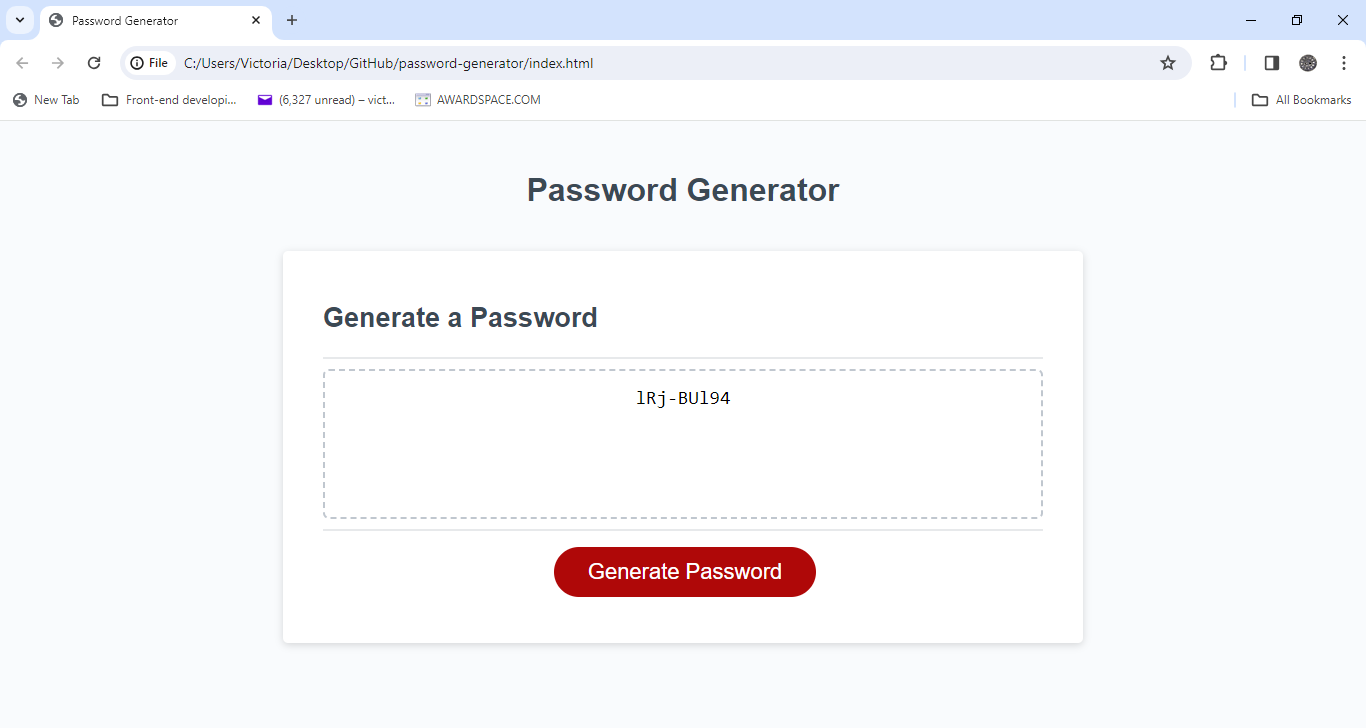 Password Generator
File C:/Users/Victoria/Desktop/GitHub/password-generator/index.html
New Tab Front-end developi... (6,327 unread) – vict... AWARDSPACE.COM All Bookmarks
Password Generator
Generate a Password
lRj-BUl94
Generate Password